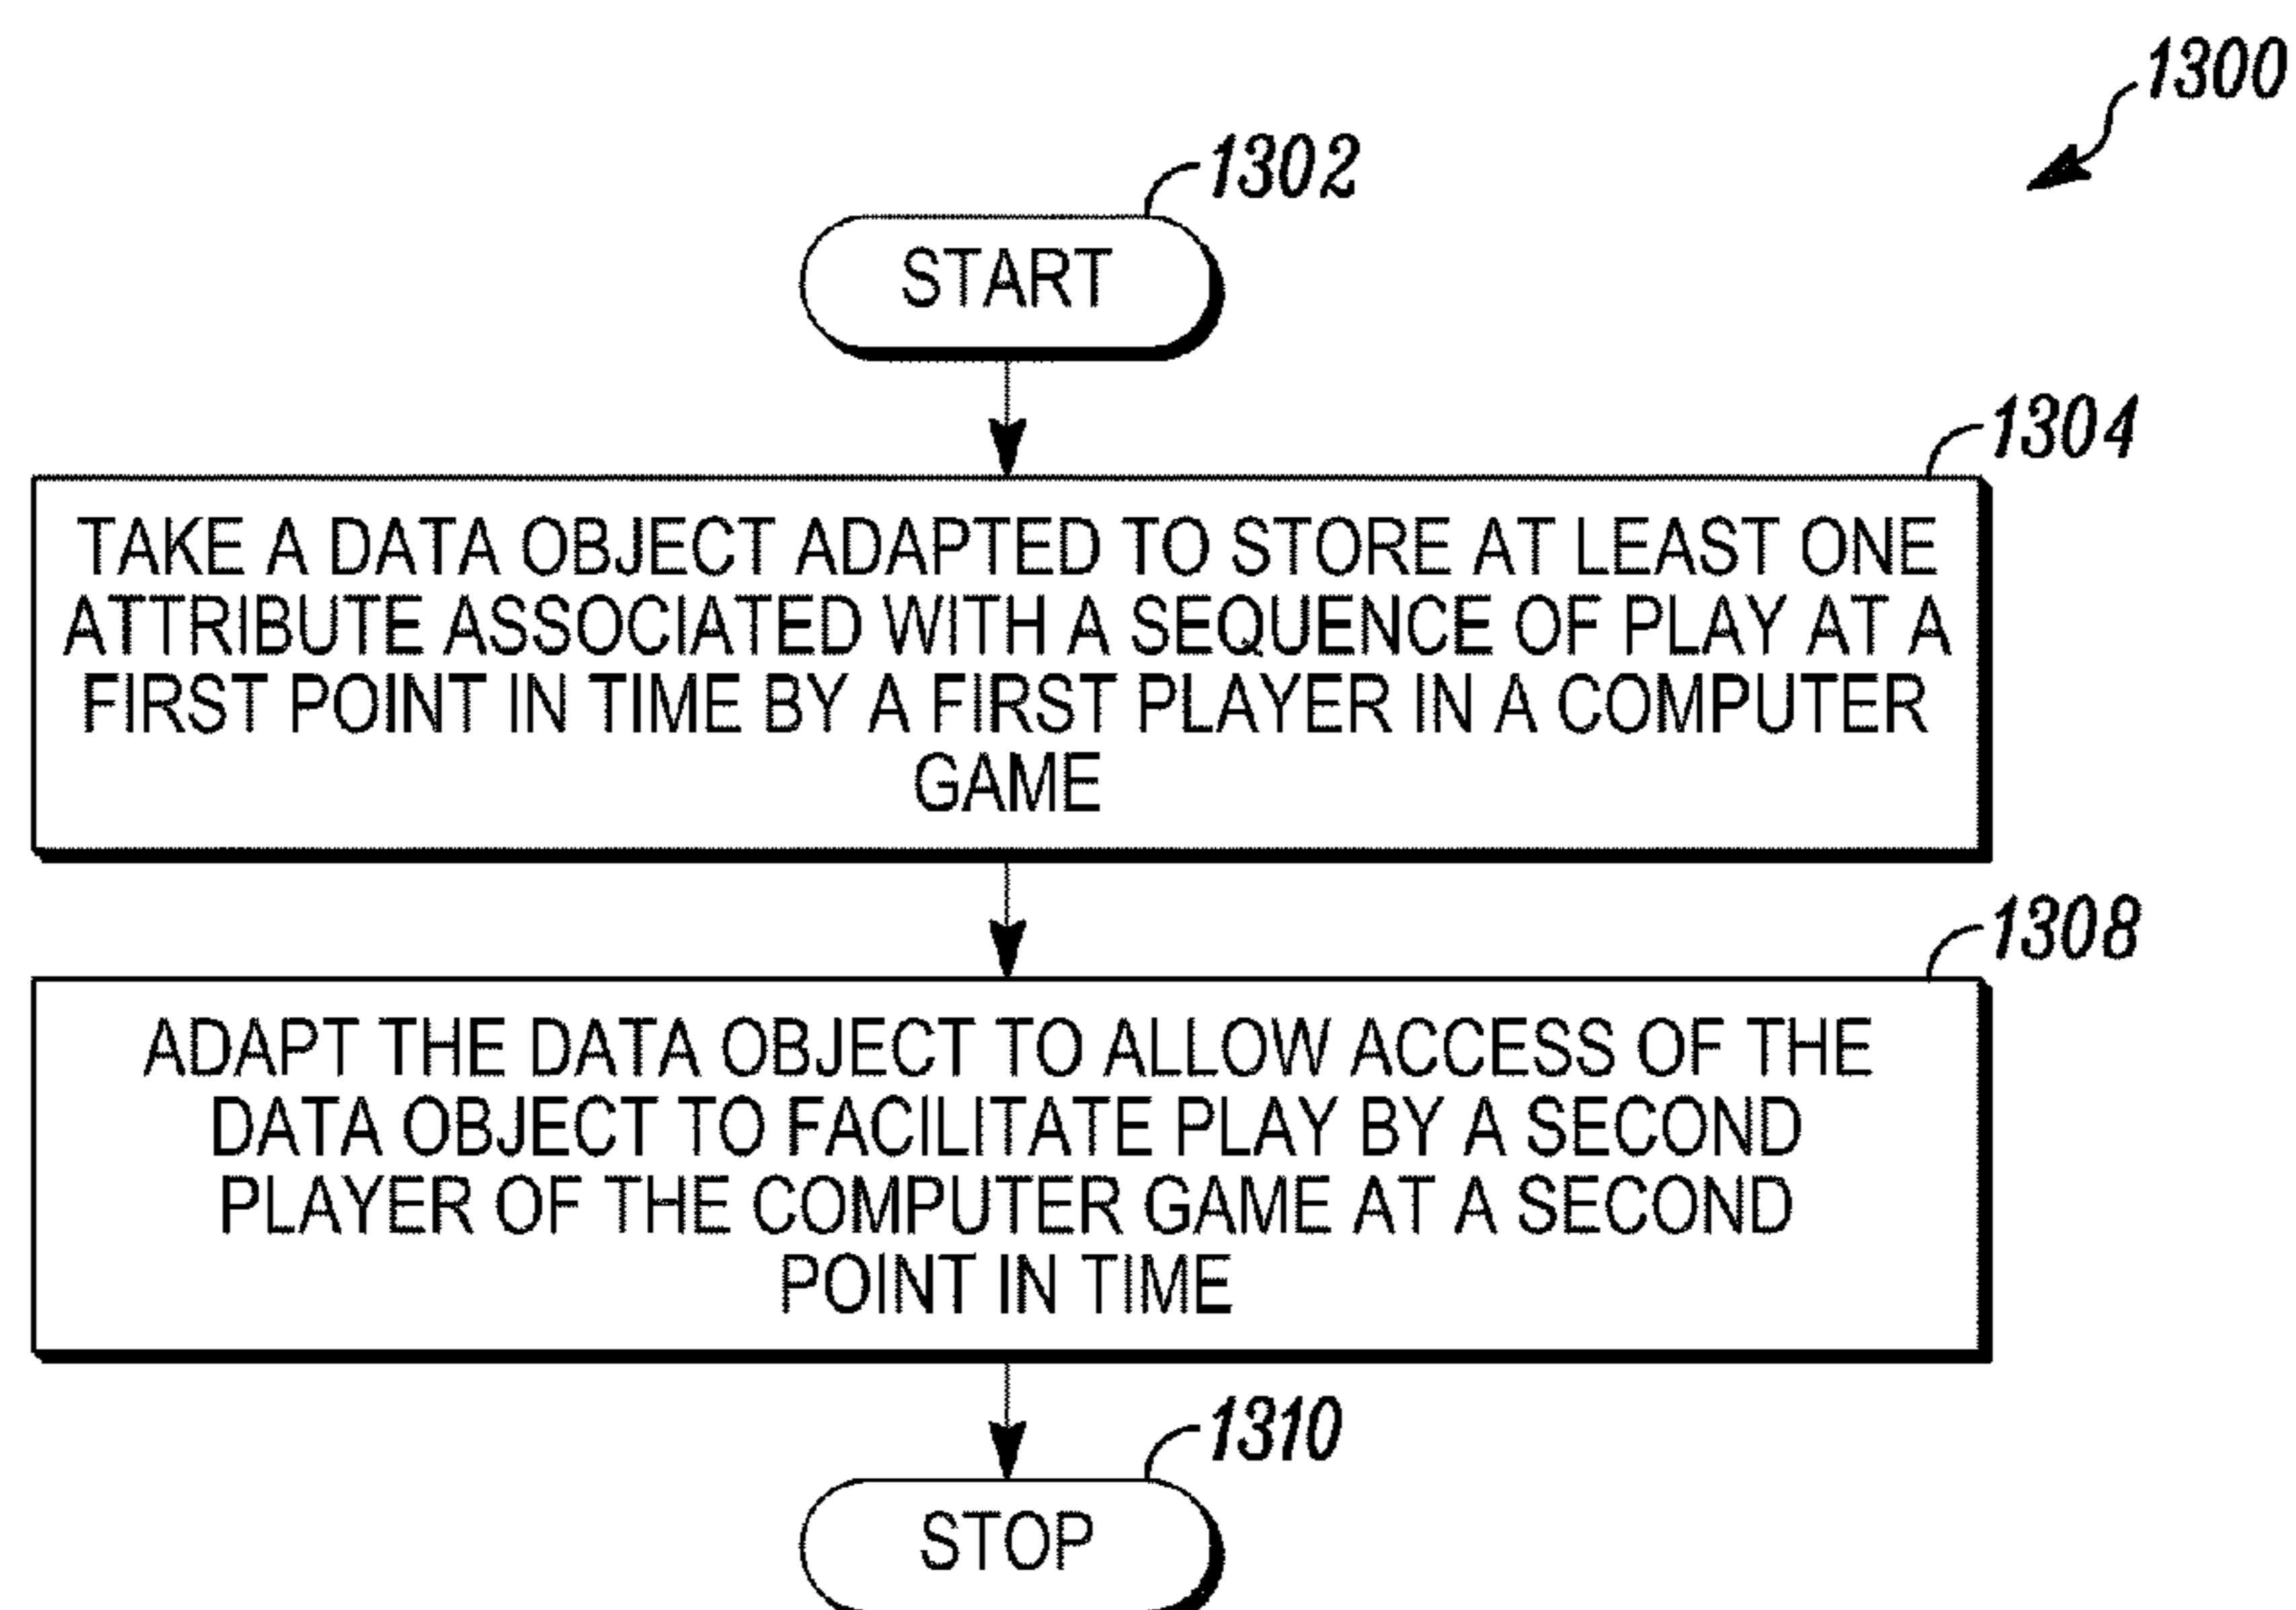 1300
1302
START
1304
TAKE A DATA OBJECT ADAPTED TO STORE AT LEAST ONE
ATTRIBUTE ASSOCIATED WITH A SEQUENCE OF PLAY AT A
FIRST POINT IN TIME BY A FIRST PLAYER IN A COMPUTER
GAME
1308
ADAPT THE DATA OBJECT TO ALLOW ACCESS OF THE
DATA OBJECT TO FACILITATE PLAY BY A SECOND
PLAYER OF THE COMPUTER GAME AT A SECOND
POINT IN TIME
1310
STOP